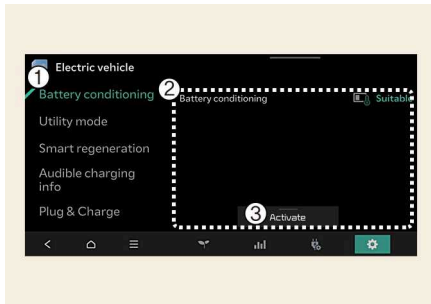 Electric vehicle
1
Battery conditioning
Utility mode
Smart regeneration
Audible charging
info
Plug & Charge
2
Battery conditioning
Suitable
3
Activate